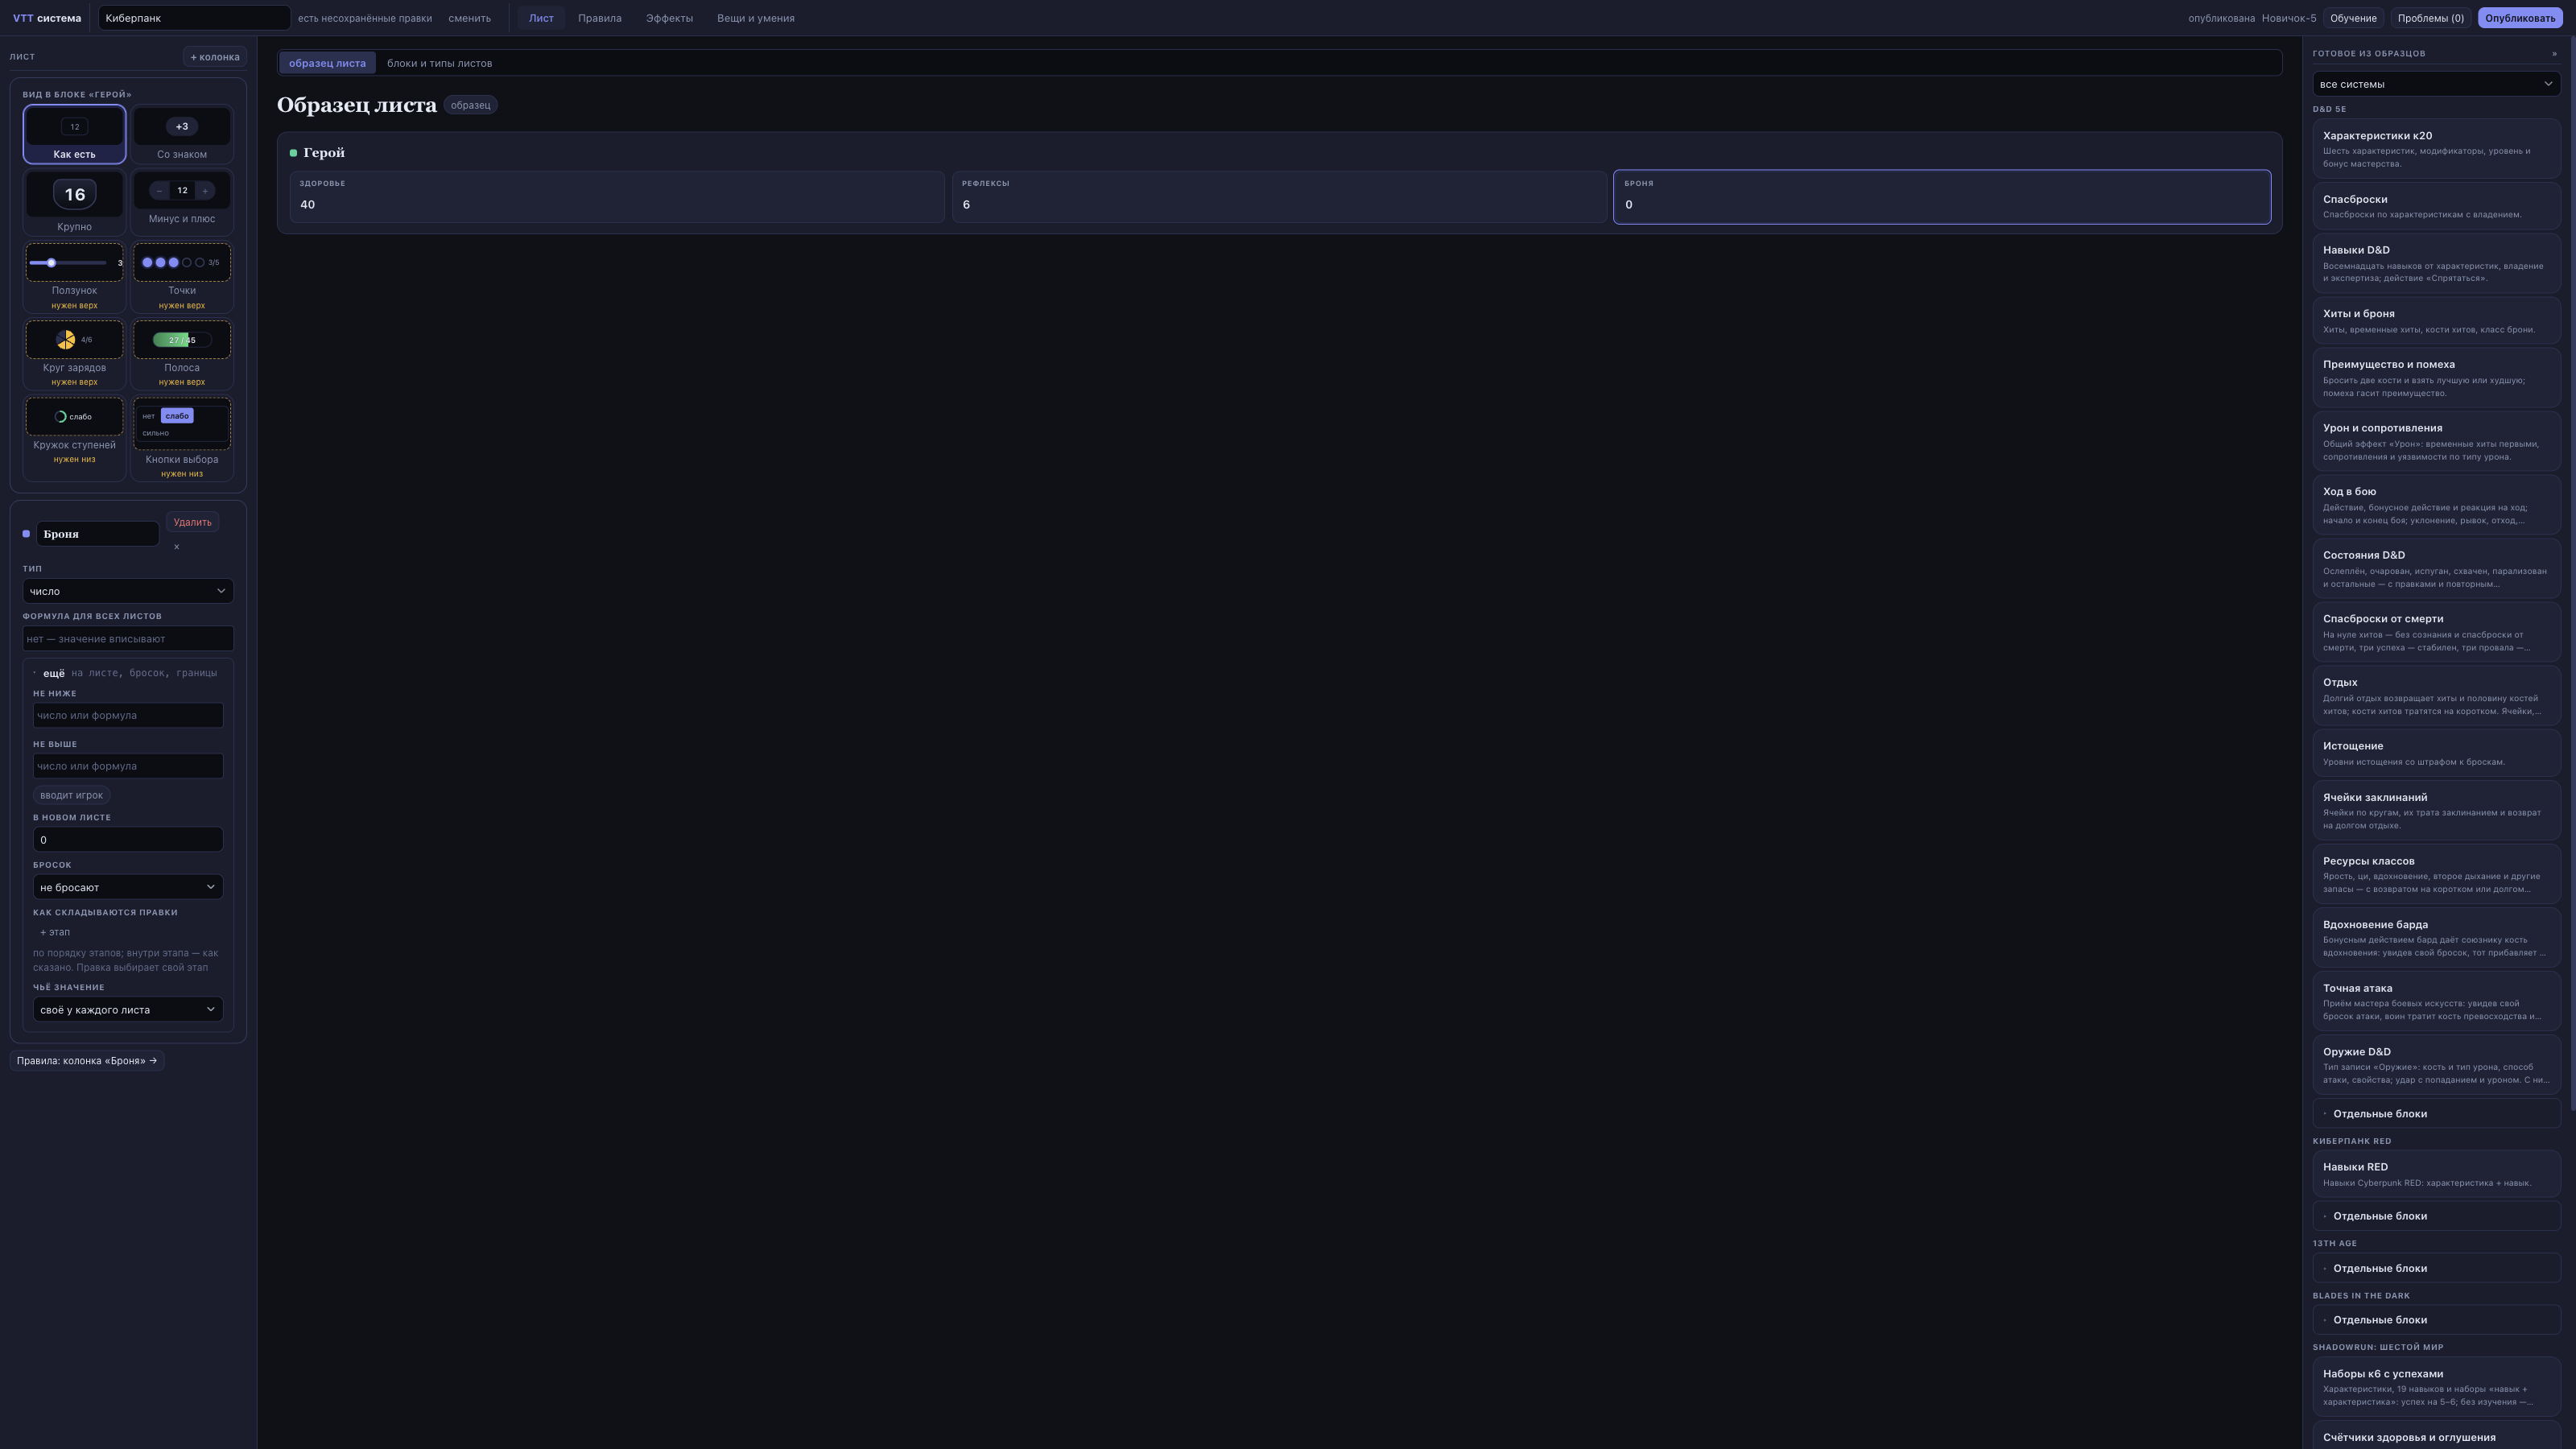 VTT система
Киберпанк
есть несохранённые правки
сменить
Лист
Правила
Эффекты
Вещи и умения
опубликована
Новичок-5
Обучение
Проблемы (0)
Опубликовать
ЛИСТ
+ колонка
ВИД В БЛОКЕ «ГЕРОЙ»
12
Как есть
+3
Со знаком
16
Крупно
− 12 +
Минус и плюс
3
Ползунок
нужен верх
3/5
Точки
нужен верх
4/6
Круг зарядов
нужен верх
27 / 45
Полоса
нужен верх
слабо
Кружок ступеней
нужен низ
нет слабо
сильно
Кнопки выбора
нужен низ
Броня
Удалить
×
ТИП
число
ФОРМУЛА ДЛЯ ВСЕХ ЛИСТОВ
нет — значение вписывают
ещё на листе, бросок, границы
НЕ НИЖЕ
число или формула
НЕ ВЫШЕ
число или формула
вводит игрок
В НОВОМ ЛИСТЕ
0
БРОСОК
не бросают
КАК СКЛАДЫВАЮТСЯ ПРАВКИ
+ этап
по порядку этапов; внутри этапа — как
сказано. Правка выбирает свой этап
ЧЬЁ ЗНАЧЕНИЕ
своё у каждого листа
Правила: колонка «Броня» →
образец листа
блоки и типы листов
Образец листа
образец
Герой
ЗДОРОВЬЕ
40
РЕФЛЕКСЫ
6
БРОНЯ
0
ГОТОВОЕ ИЗ ОБРАЗЦОВ
»
все системы
D&D 5E
Характеристики к20
Шесть характеристик, модификаторы, уровень и
бонус мастерства.
Спасброски
Спасброски по характеристикам с владением.
Навыки D&D
Восемнадцать навыков от характеристик, владение
и экспертиза; действие «Спрятаться».
Хиты и броня
Хиты, временные хиты, кости хитов, класс брони.
Преимущество и помеха
Бросить две кости и взять лучшую или худшую;
помеха гасит преимущество.
Урон и сопротивления
Общий эффект «Урон»: временные хиты первыми,
сопротивления и уязвимости по типу урона.
Ход в бою
Действие, бонусное действие и реакция на ход;
начало и конец боя; уклонение, рывок, отход,...
Состояния D&D
Ослеплён, очарован, испуган, схвачен, парализован
и остальные — с правками и повторным...
Спасброски от смерти
На нуле хитов — без сознания и спасброски от
смерти, три успеха — стабилен, три провала —...
Отдых
Долгий отдых возвращает хиты и половину костей
хитов; кости хитов тратятся на коротком. Ячейки,...
Истощение
Уровни истощения со штрафом к броскам.
Ячейки заклинаний
Ячейки по кругам, их трата заклинанием и возврат
на долгом отдыхе.
Ресурсы классов
Ярость, ци, вдохновение, второе дыхание и другие
запасы — с возвратом на коротком или долгом...
Вдохновение барда
Бонусным действием бард даёт союзнику кость
вдохновения: увидев свой бросок, тот прибавляет ...
Точная атака
Приём мастера боевых искусств: увидев свой
бросок атаки, воин тратит кость превосходства и...
Оружие D&D
Тип записи «Оружие»: кость и тип урона, способ
атаки, свойства; удар с попаданием и уроном. С ни...
Отдельные блоки
КИБЕРПАНК RED
Навыки RED
Навыки Cyberpunk RED: характеристика + навык.
Отдельные блоки
13TH AGE
Отдельные блоки
BLADES IN THE DARK
Отдельные блоки
SHADOWRUN: ШЕСТОЙ МИР
Наборы к6 с успехами
Характеристики, 19 навыков и наборы «навык +
характеристика»: успех на 5–6; без изучения —...
Счётчики здоровья и оглушения